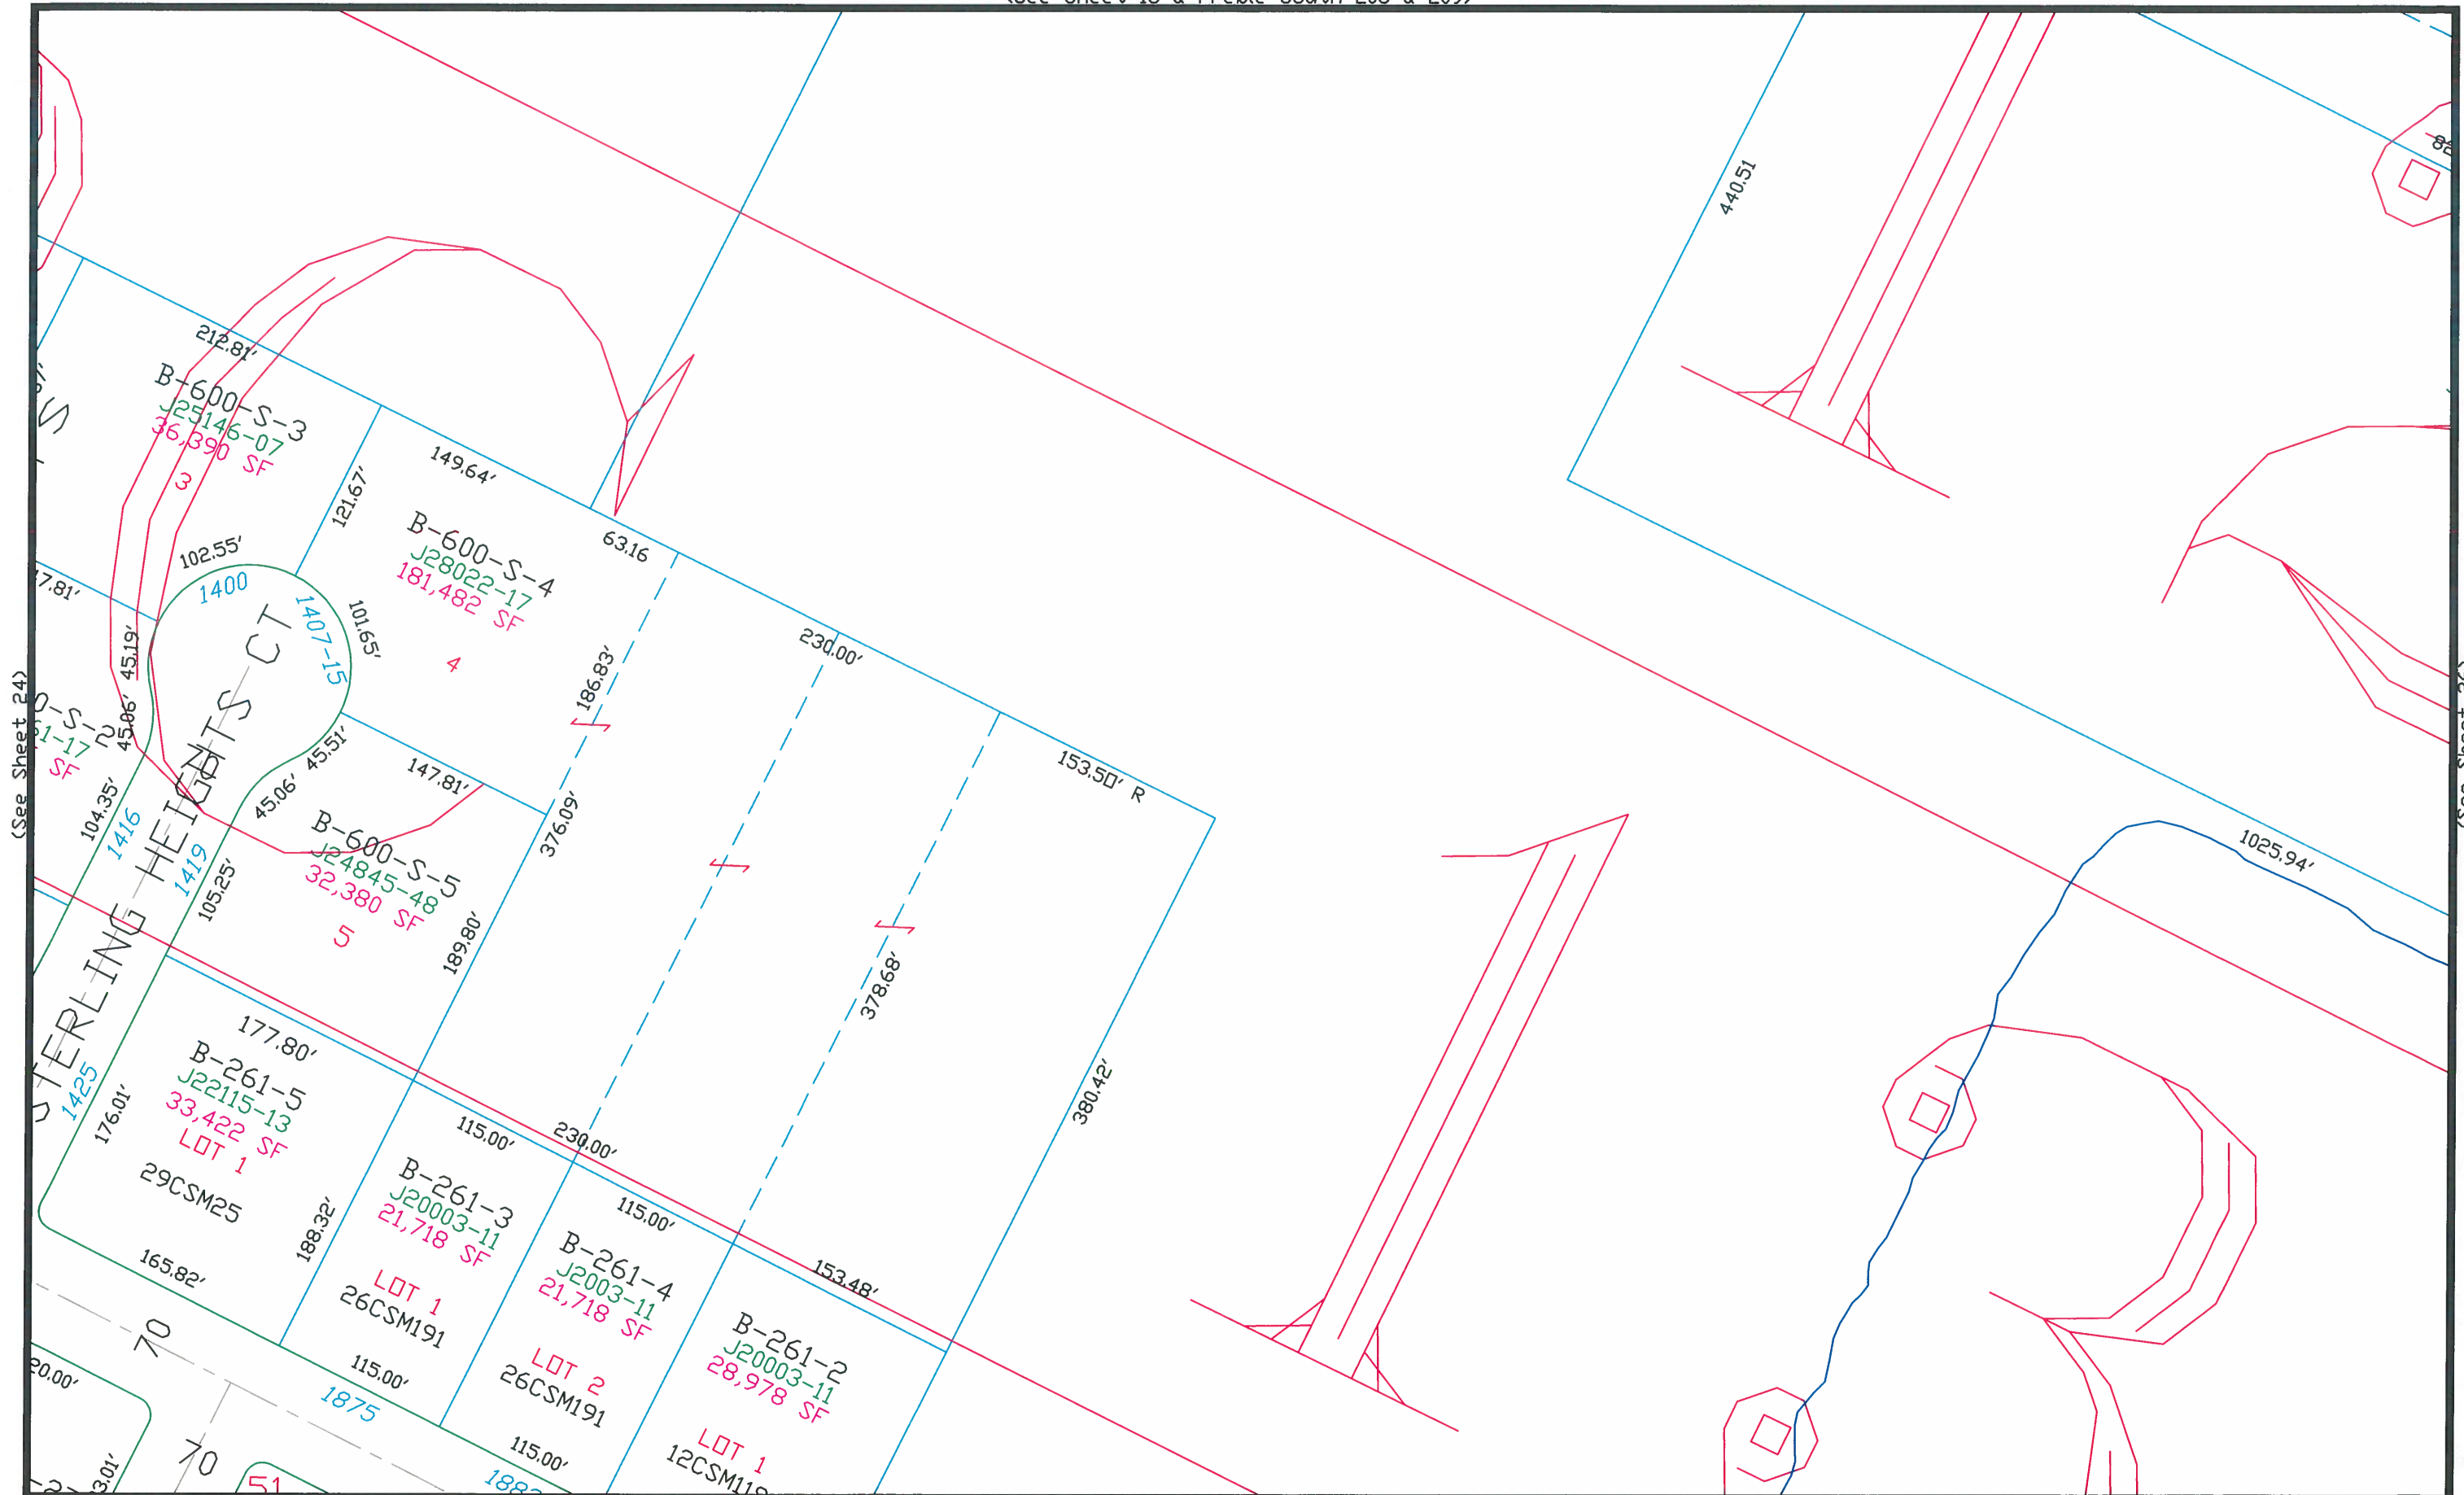 440.51
212.81'
B-600-S-3
J25146-07
36,390 SF
3
149.64'
121.67'
B-600-S-4
J28022-17
181,482 SF
4
63.16
102.55'
1400
1407-15
101.65'
230.00'
186.83'
153.50' R
1025.94'
45.19'
45.06'
45.51'
45.06'
147.81'
376.09'
(See Sheet 24)
104.35'
1416
1419
105.25'
B-600-S-5
J24845-48
32,380 SF
5
189.80'
378.68'
380.42'
STERLING HEIGHTS CT
1425
176.01'
177.80'
B-261-5
J22115-13
33,422 SF
LOT 1
29CSM25
188.32'
165.82'
115.00'
230.00'
B-261-3
J20003-11
21,718 SF
LOT 1
26CSM191
115.00'
115.00'
B-261-4
J2003-11
21,718 SF
LOT 2
26CSM191
115.00'
153.48'
B-261-2
J20003-11
28,978 SF
LOT 1
70
1875
70
51